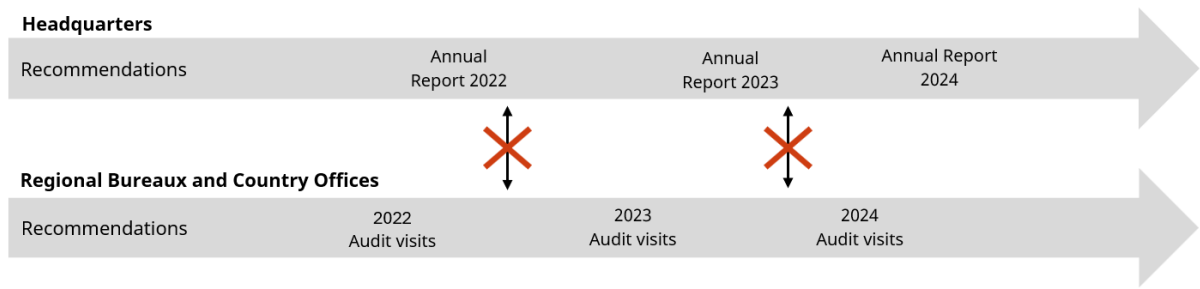 Headquarters
Recommendations
Annual
Report 2022
Annual
Report 2023
Annual Report
2024
Regional Bureaux and Country Offices
Recommendations
2022
Audit visits
2023
Audit visits
2024
Audit visits